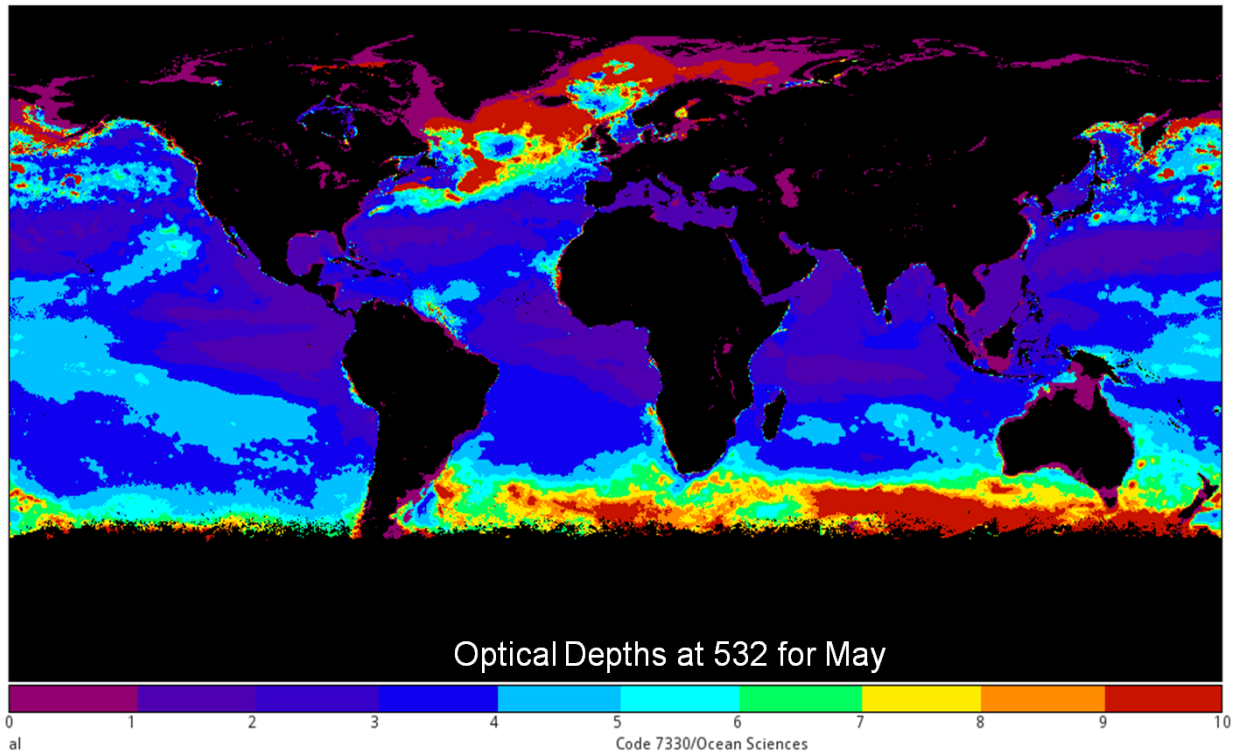 Optical Depths at 532 for May
0 1 2 3 4 5 6 7 8 9 10
al Code 7330/Ocean Sciences